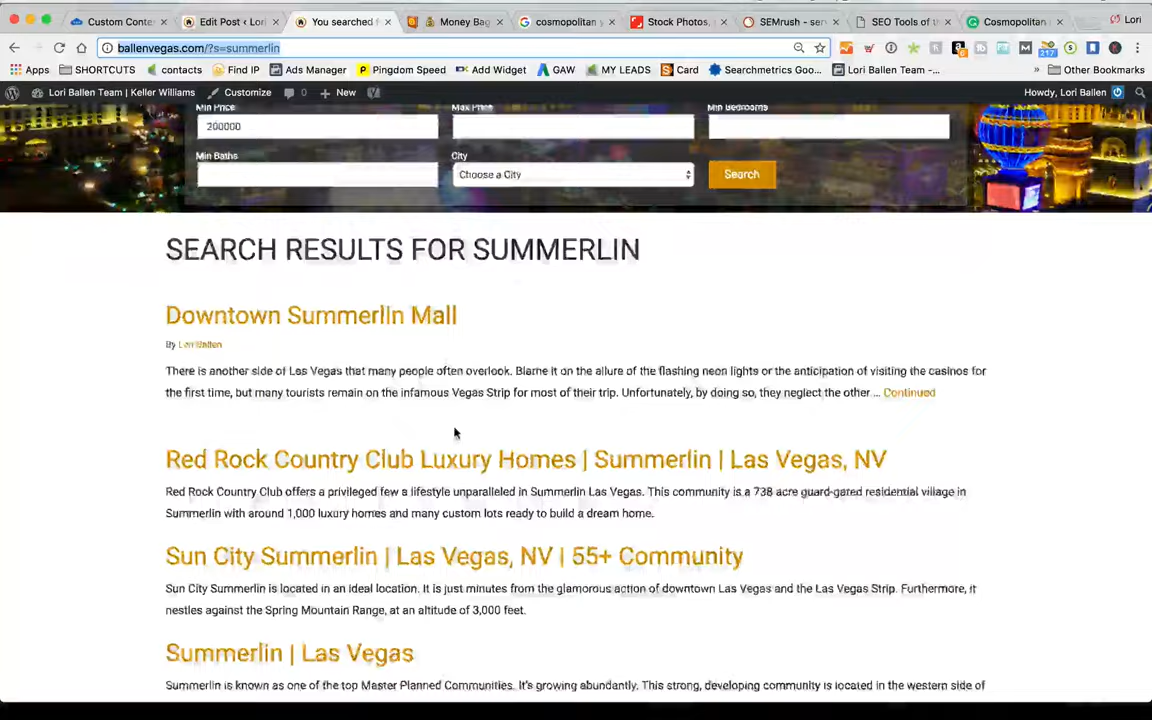 Custom Conte
Edit Post ‹ Lori
You searched f
Money Bag
cosmopolitan y
Stock Photos,
SEMrush - serv
SEO Tools of th
Cosmopolitan
Lori
ballenvegas.com/?s=summerlin
217
Apps
SHORTCUTS
contacts
Find IP
Ads Manager
Pingdom Speed
Add Widget
GAW
MY LEADS
Card
Searchmetrics Goo...
Lori Ballen Team -...
Other Bookmarks
Lori Ballen Team | Keller Williams
Customize
0
New
Howdy, Lori Ballen
Min Price
Max Price
Min Bedrooms
200000
Min Baths
City
Choose a City
Search
SEARCH RESULTS FOR SUMMERLIN
Downtown Summerlin Mall
By Lori Ballen
There is another side of Las Vegas that many people often overlook. Blame it on the allure of the flashing neon lights or the anticipation of visiting the casinos for
the first time, but many tourists remain on the infamous Vegas Strip for most of their trip. Unfortunately, by doing so, they neglect the other ... Continued
Red Rock Country Club Luxury Homes | Summerlin | Las Vegas, NV
Red Rock Country Club offers a privileged few a lifestyle unparalleled in Summerlin Las Vegas. This community is a 738 acre guard-gated residential village in
Summerlin with around 1,000 luxury homes and many custom lots ready to build a dream home.
Sun City Summerlin | Las Vegas, NV | 55+ Community
Sun City Summerlin is located in an ideal location. It is just minutes from the glamorous action of downtown Las Vegas and the Las Vegas Strip. Furthermore, it
nestles against the Spring Mountain Range, at an altitude of 3,000 feet.
Summerlin | Las Vegas
Summerlin is known as one of the top Master Planned Communities. It's growing abundantly. This strong, developing community is located in the western side of